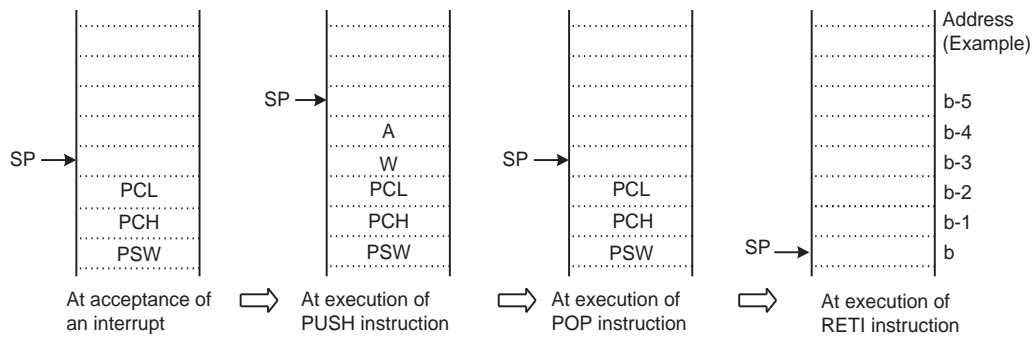 Address
(Example)
SP
b-5
A
b-4
SP
W
SP
b-3
PCL
PCL
PCL
b-2
PCH
PCH
PCH
b-1
PSW
PSW
PSW
SP
b
At acceptance of
an interrupt
At execution of
PUSH instruction
At execution of
POP instruction
At execution of
RETI instruction